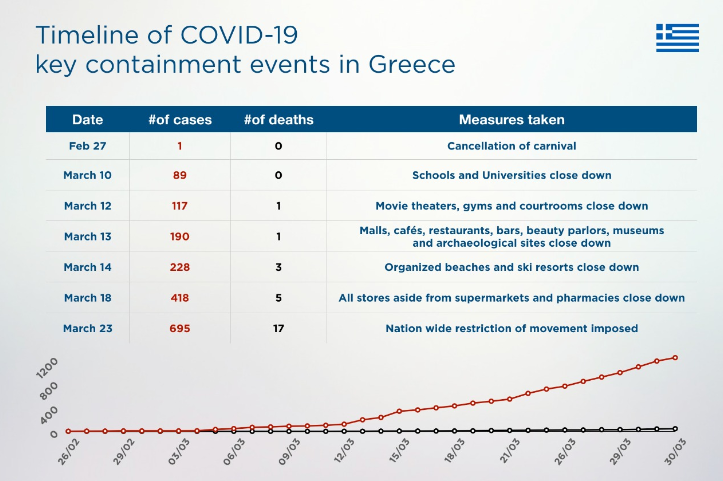 Timeline of COVID-19
key containment events in Greece
Date #of cases #of deaths Measures taken
Feb 27 1 0 Cancellation of carnival
March 10 89 0 Schools and Universities close down
March 12 117 1 Movie theaters, gyms and courtrooms close down
March 13 190 1 Malls, cafés, restaurants, bars, beauty parlors, museums
and archaeological sites close down
March 14 228 3 Organized beaches and ski resorts close down
March 18 418 5 All stores aside from supermarkets and pharmacies close down
March 23 695 17 Nation wide restriction of movement imposed
1200
800
400
0
26/02 29/02 03/03 06/03 09/03 12/03 15/03 18/03 21/03 26/03 29/03 30/03